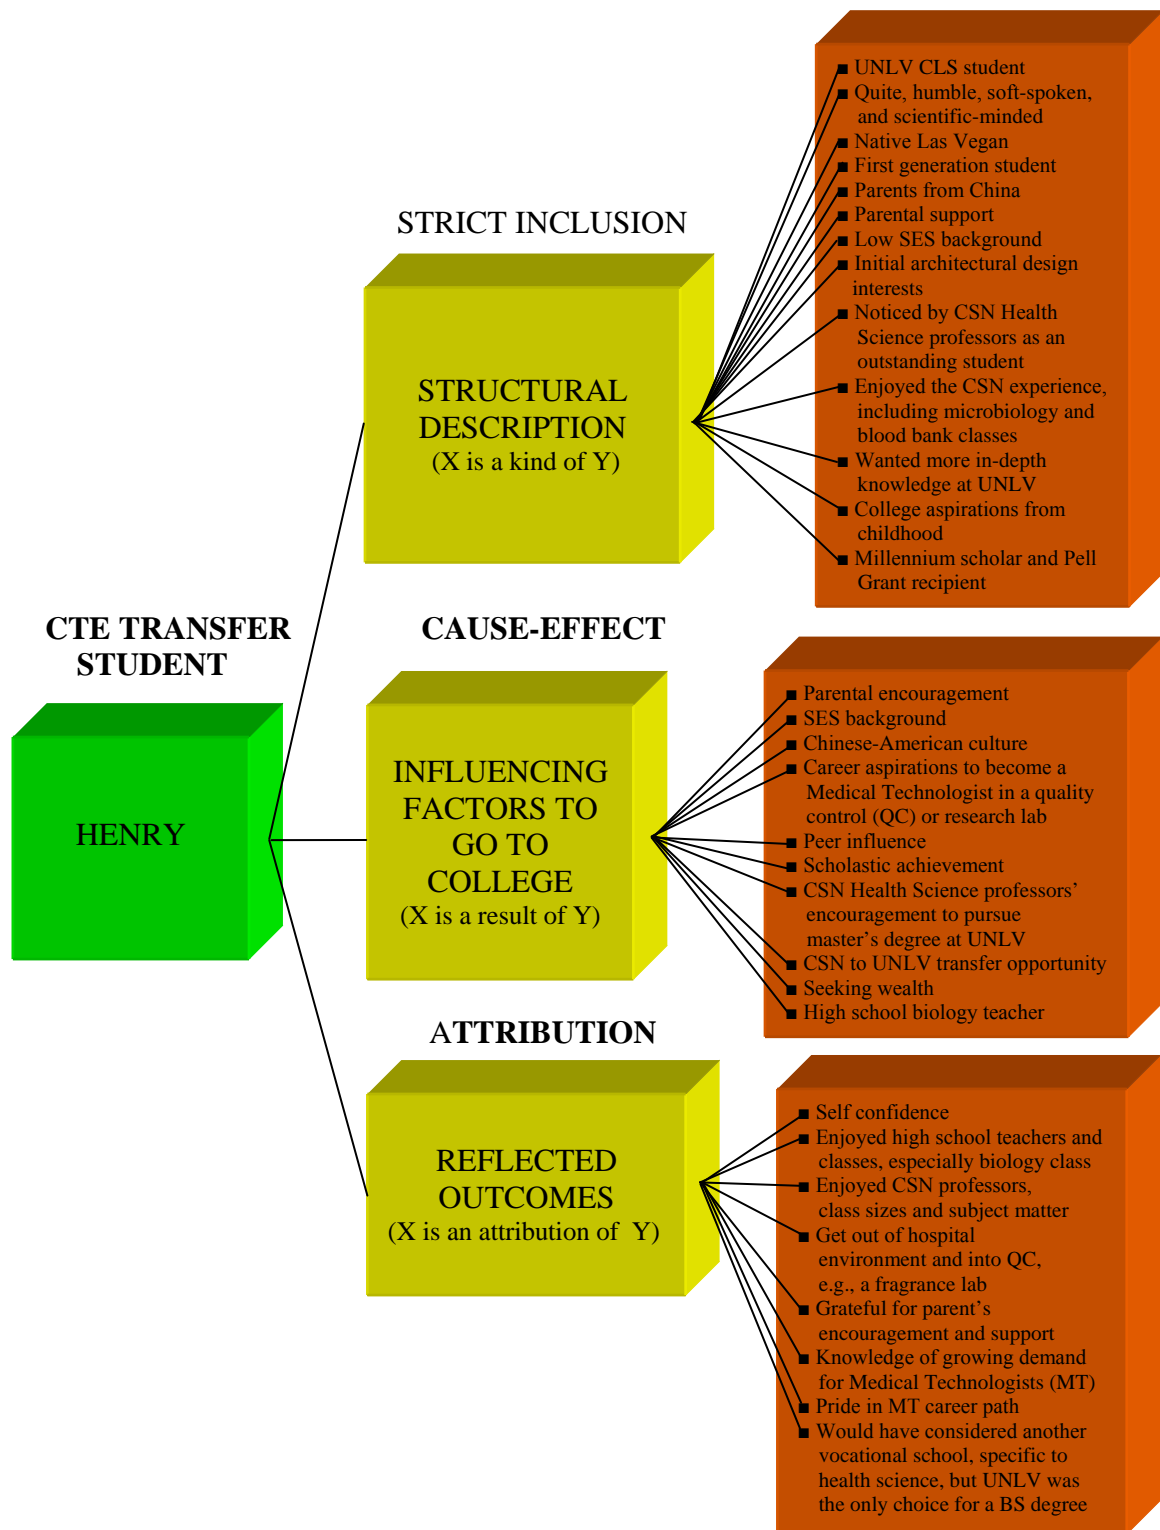 CTE TRANSFER
STUDENT
HENRY
STRICT INCLUSION
STRUCTURAL
DESCRIPTION
(X is a kind of Y)
■ UNLV CLS student
■ Quite, humble, soft-spoken,
and scientific-minded
■ Native Las Vegan
■ First generation student
■ Parents from China
■ Parental support
■ Low SES background
■ Initial architectural design
interests
■ Noticed by CSN Health
Science professors as an
outstanding student
■ Enjoyed the CSN experience,
including microbiology and
blood bank classes
■ Wanted more in-depth
knowledge at UNLV
■ College aspirations from
childhood
■ Millennium scholar and Pell
Grant recipient
CAUSE-EFFECT
INFLUENCING
FACTORS TO
GO TO
COLLEGE
(X is a result of Y)
■ Parental encouragement
■ SES background
■ Chinese-American culture
■ Career aspirations to become a
Medical Technologist in a quality
control (QC) or research lab
■ Peer influence
■ Scholastic achievement
■ CSN Health Science professors’
encouragement to pursue
master’s degree at UNLV
■ CSN to UNLV transfer opportunity
■ Seeking wealth
■ High school biology teacher
ATTRIBUTION
REFLECTED
OUTCOMES
(X is an attribution of Y)
■ Self confidence
■ Enjoyed high school teachers and
classes, especially biology class
■ Enjoyed CSN professors,
class sizes and subject matter
■ Get out of hospital
environment and into QC,
e.g., a fragrance lab
■ Grateful for parent’s
encouragement and support
■ Knowledge of growing demand
for Medical Technologists (MT)
■ Pride in MT career path
■ Would have considered another
vocational school, specific to
health science, but UNLV was
the only choice for a BS degree